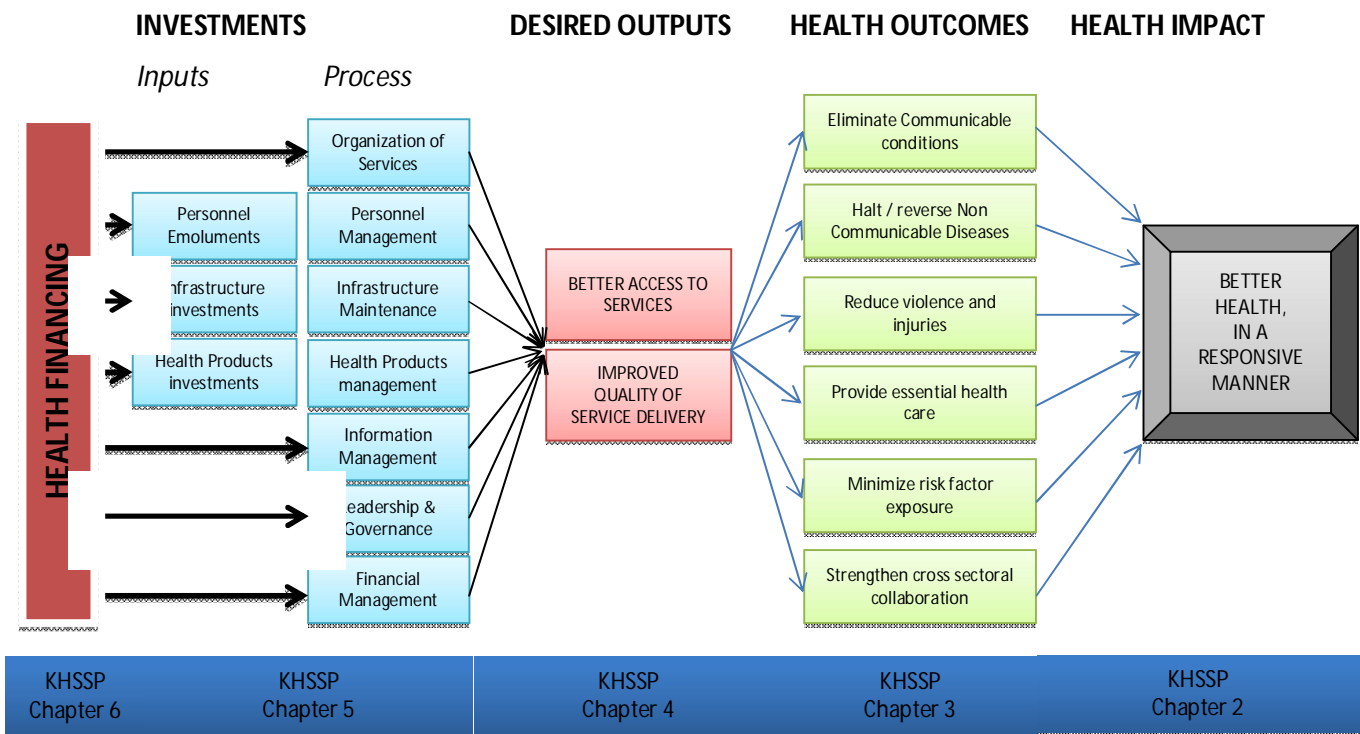 INVESTMENTS
DESIRED OUTPUTS
HEALTH OUTCOMES
HEALTH IMPACT
Inputs
Process
HEALTH FINANCING
Personnel
Emoluments
nfrastructure
investments
Health Products
investments
Organization of
Services
Personnel
Management
Infrastructure
Maintenance
Health Products
management
Information
Management
eadership &
Governance
Financial
Management
BETTER ACCESS TO
SERVICES
IMPROVED
QUALITY OF
SERVICE DELIVERY
Eliminate Communicable
conditions
Halt / reverse Non
Communicable Diseases
Reduce violence and
injuries
Provide essential health
care
Minimize risk factor
exposure
Strengthen cross sectoral
collaboration
BETTER
HEALTH,
IN A
RESPONSIVE
MANNER
KHSSP
Chapter 6
KHSSP
Chapter 5
KHSSP
Chapter 4
KHSSP
Chapter 3
KHSSP
Chapter 2